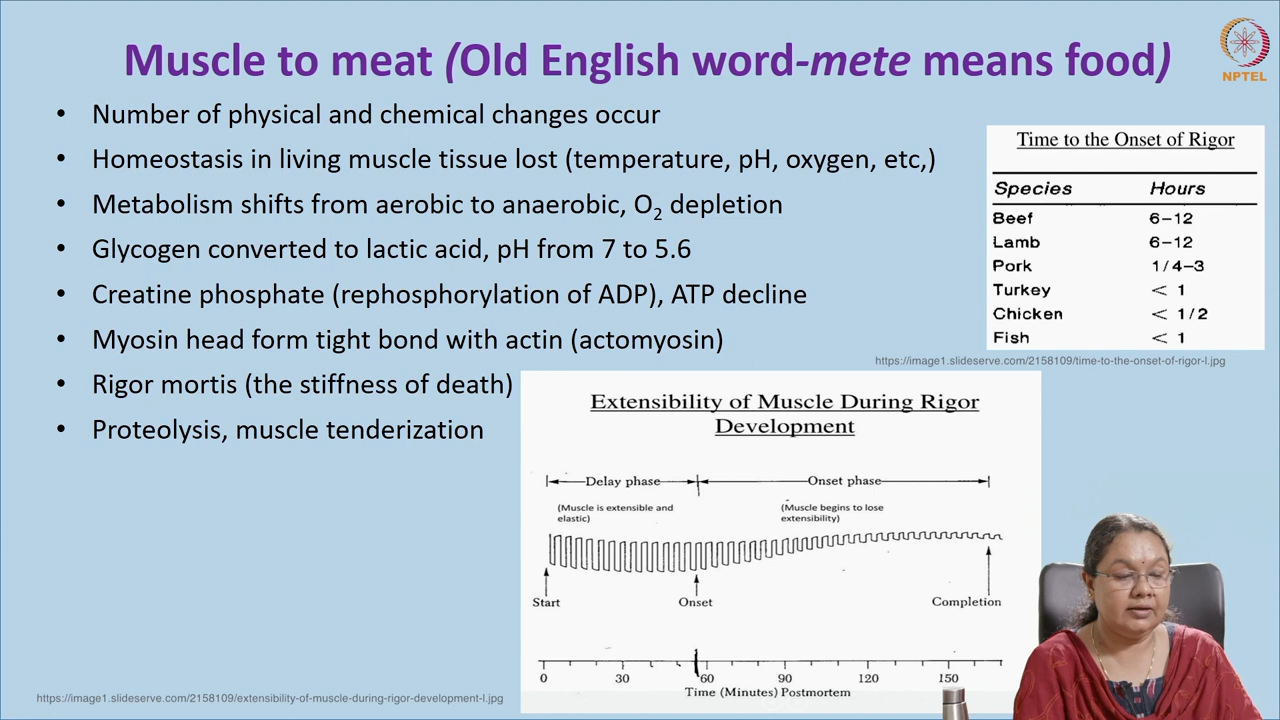 Muscle to meat (Old English word-mete means food)
NPTEL
• Number of physical and chemical changes occur
• Homeostasis in living muscle tissue lost (temperature, pH, oxygen, etc,)
• Metabolism shifts from aerobic to anaerobic, O2 depletion
• Glycogen converted to lactic acid, pH from 7 to 5.6
• Creatine phosphate (rephosphorylation of ADP), ATP decline
• Myosin head form tight bond with actin (actomyosin)
• Rigor mortis (the stiffness of death)
• Proteolysis, muscle tenderization
Time to the Onset of Rigor
Species Hours
Beef 6-12
Lamb 6-12
Pork 1/4-3
Turkey < 1
Chicken < 1/2
Fish < 1
https://image1.slideserve.com/2158109/time-to-the-onset-of-rigor-l.jpg
Extensibility of Muscle During Rigor
Development
Delay phase Onset phase
(Muscle is extensible and
elastic)
(Muscle begins to lose
extensibility)
Start Onset Completion
0 30 60 90 120 150
Time (Minutes) Postmortem
https://image1.slideserve.com/2158109/extensibility-of-muscle-during-rigor-development-l.jpg